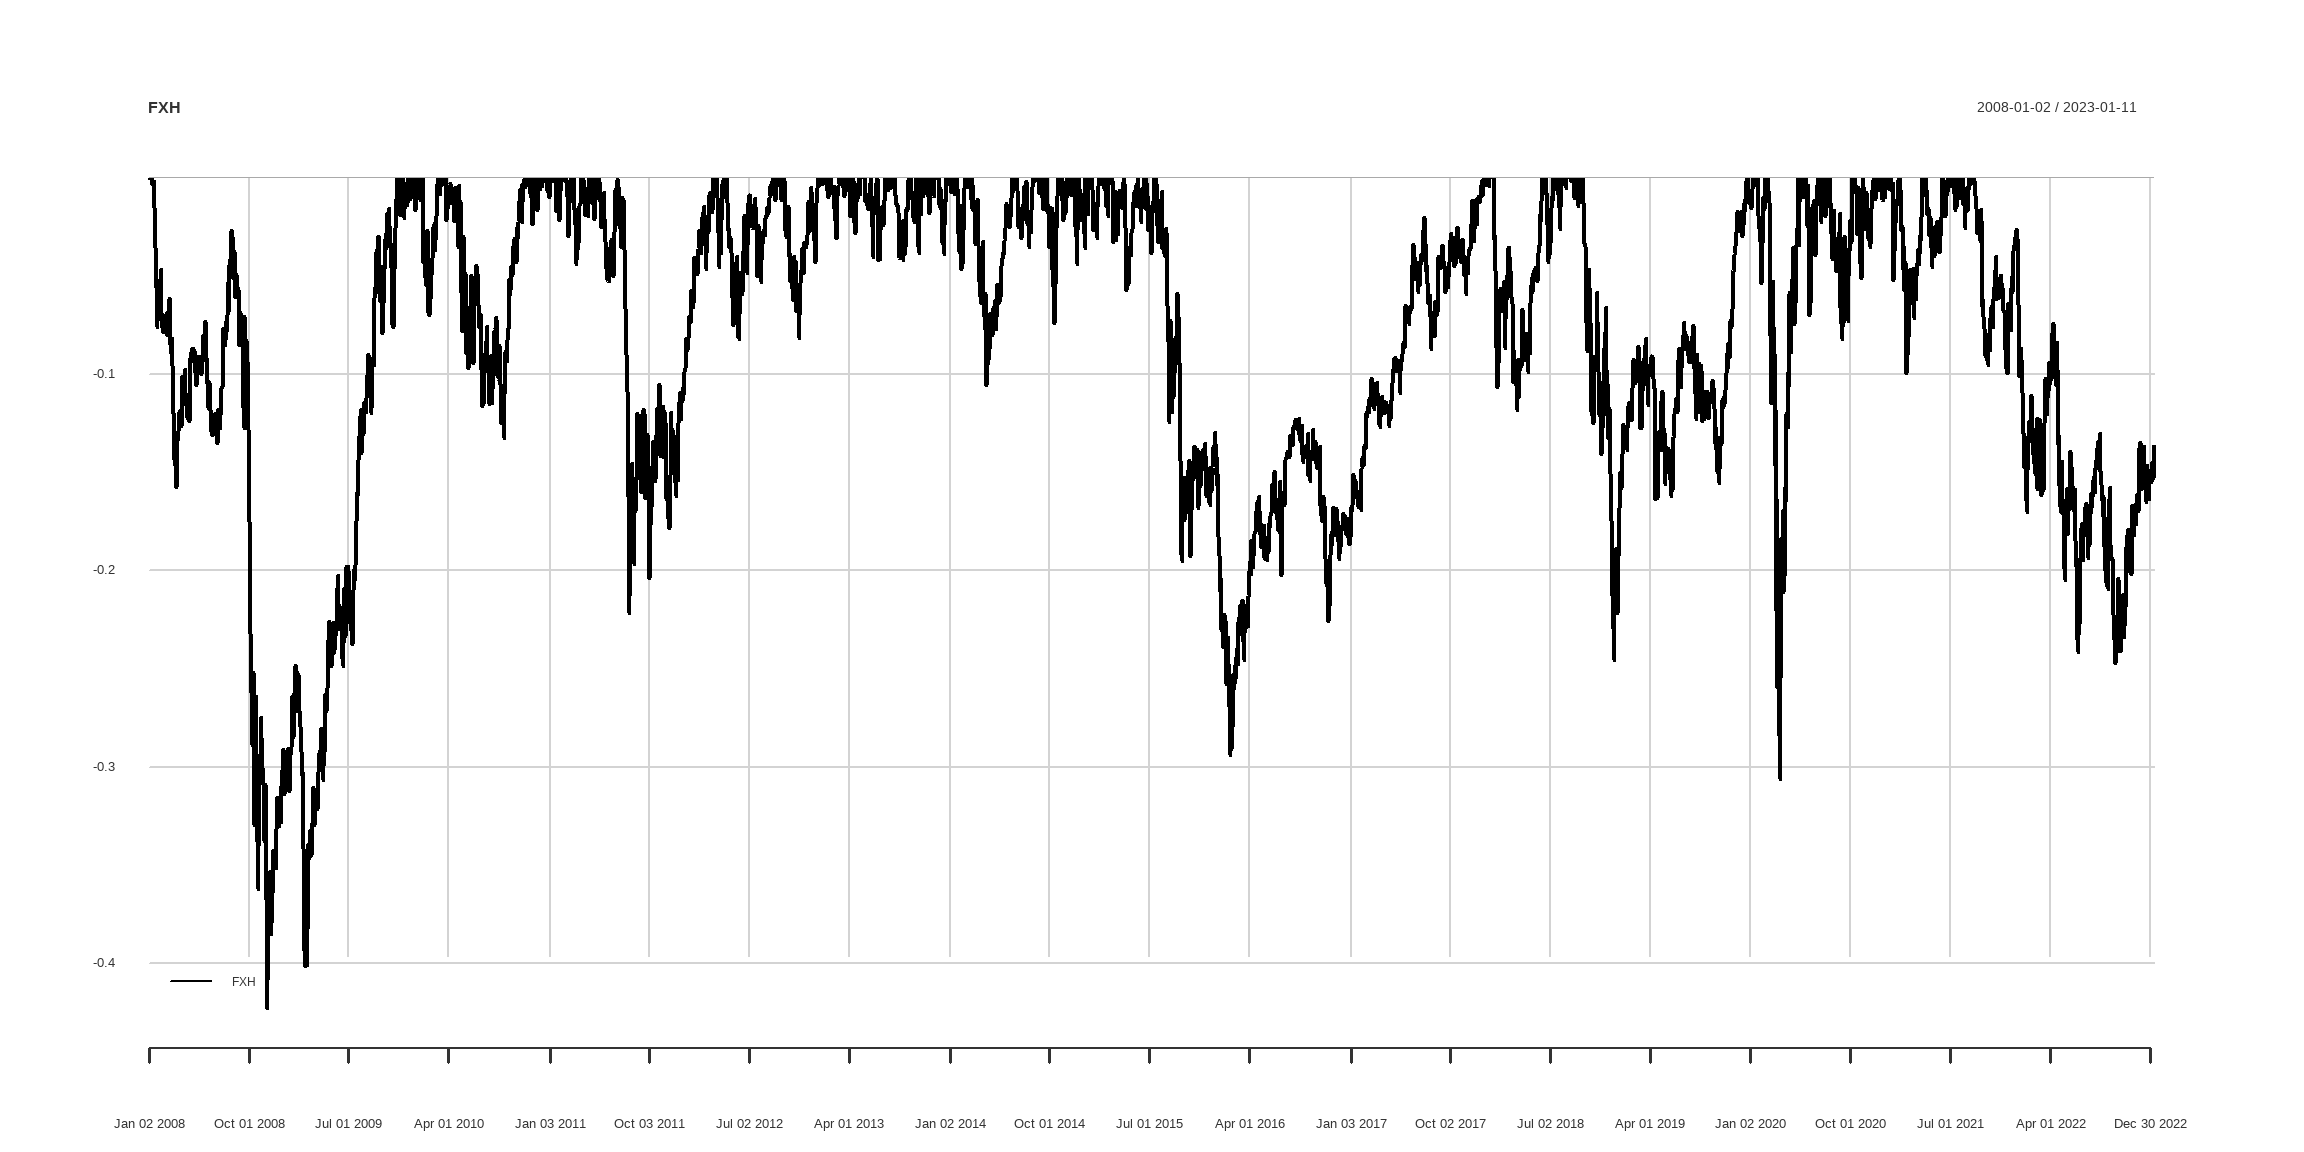 FXH
2008-01-02 / 2023-01-11
-0.1
-0.2
-0.3
-0.4
FXH
Jan 02 2008 Oct 01 2008 Jul 01 2009 Apr 01 2010 Jan 03 2011 Oct 03 2011 Jul 02 2012 Apr 01 2013 Jan 02 2014 Oct 01 2014 Jul 01 2015 Apr 01 2016 Jan 03 2017 Oct 02 2017 Jul 02 2018 Apr 01 2019 Jan 02 2020 Oct 01 2020 Jul 01 2021 Apr 01 2022 Dec 30 2022